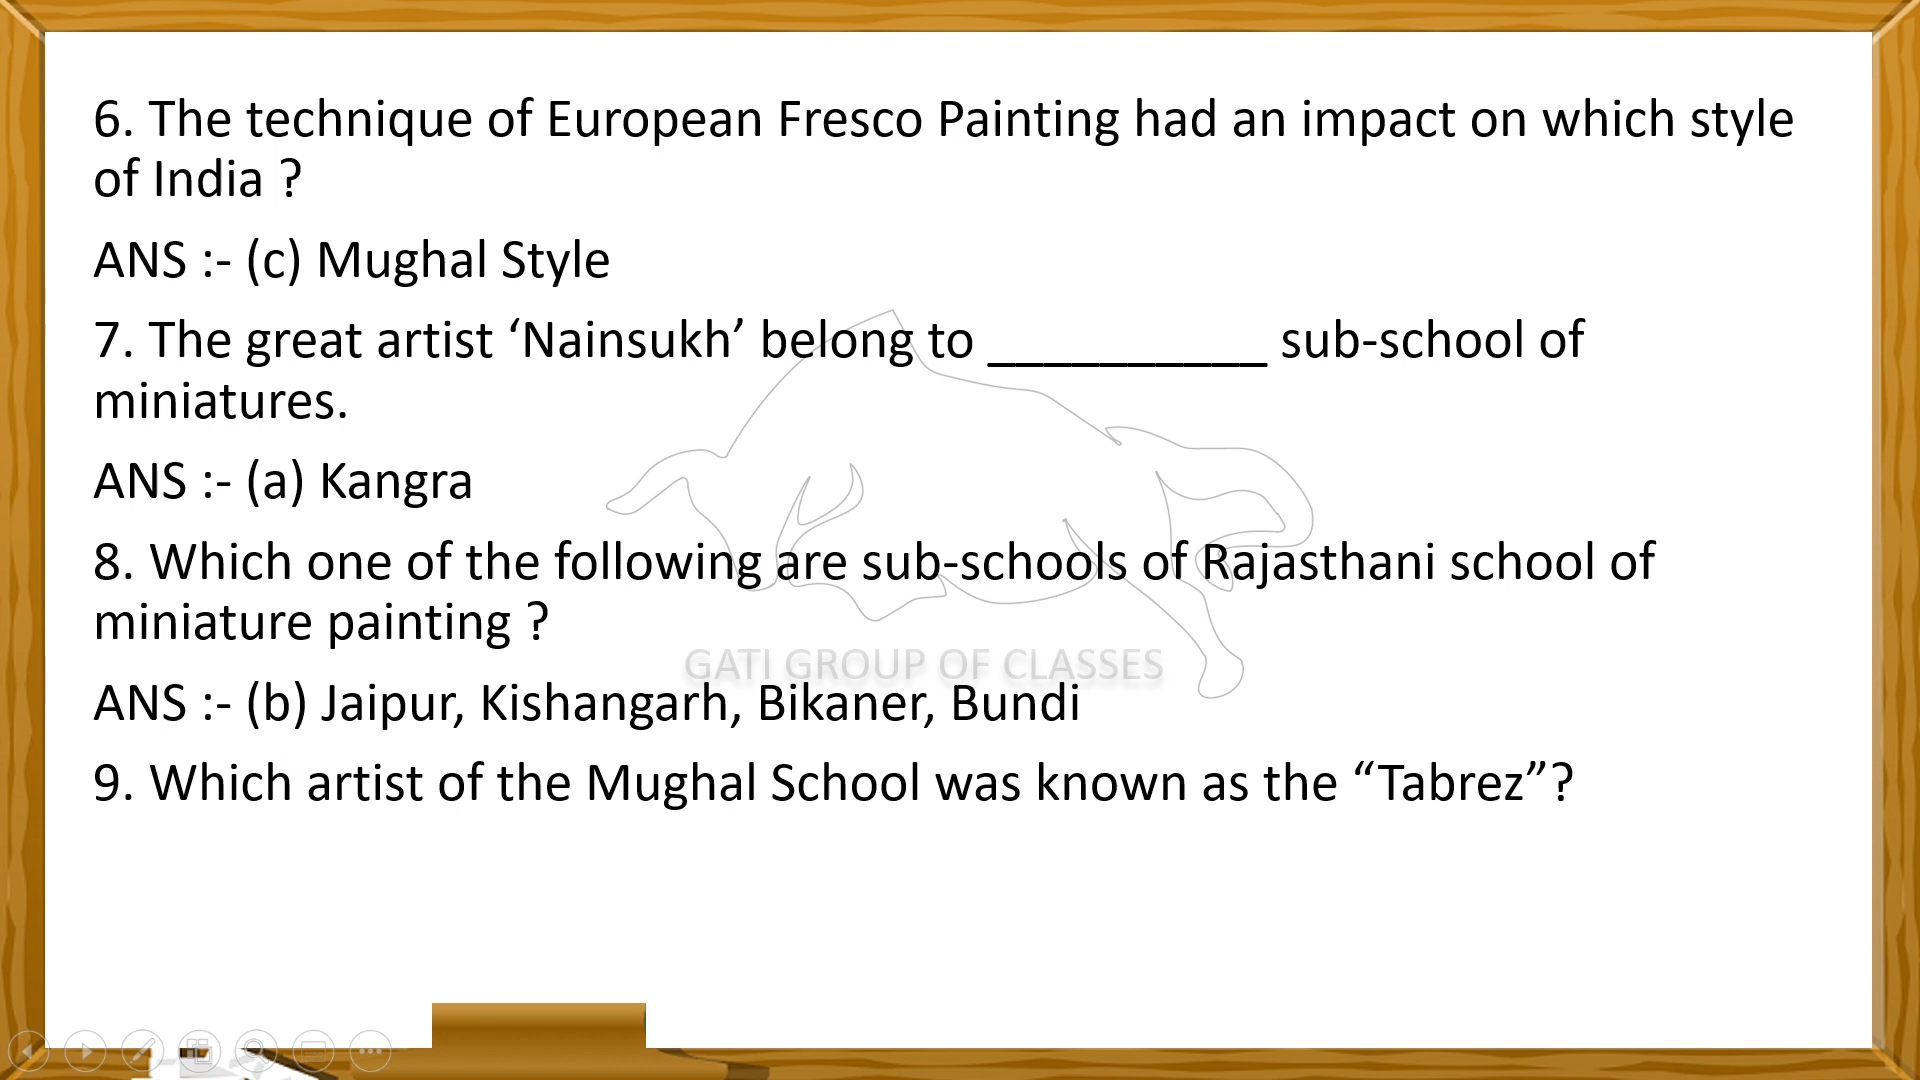 6. The technique of European Fresco Painting had an impact on which style
of India ?
ANS :- (c) Mughal Style
7. The great artist ‘Nainsukh’ belong to __________ sub-school of
miniatures.
ANS :- (a) Kangra
8. Which one of the following are sub-schools of Rajasthani school of
miniature painting ?
GATI GROUP OF CLASSES
ANS :- (b) Jaipur, Kishangarh, Bikaner, Bundi
9. Which artist of the Mughal School was known as the “Tabrez”?